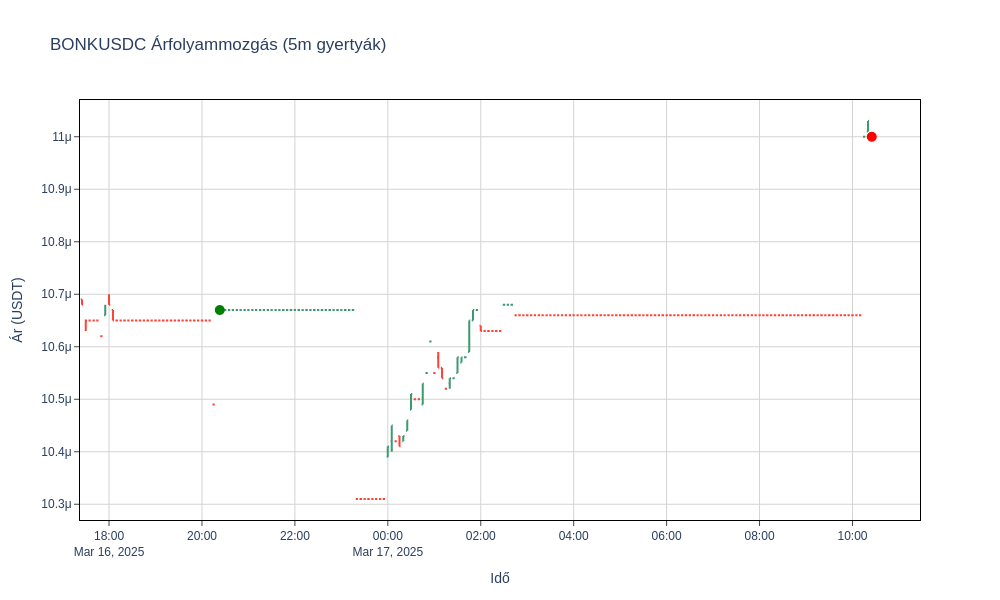 BONKUSDC Árfolyammozgás (5m gyertyák)
11μ
10.9μ
10.8μ
10.7μ
10.6μ
10.5μ
10.4μ
10.3μ
Ár (USDT)
18:00
20:00
22:00
00:00
02:00
04:00
06:00
08:00
10:00
Mar 16, 2025
Mar 17, 2025
Idő